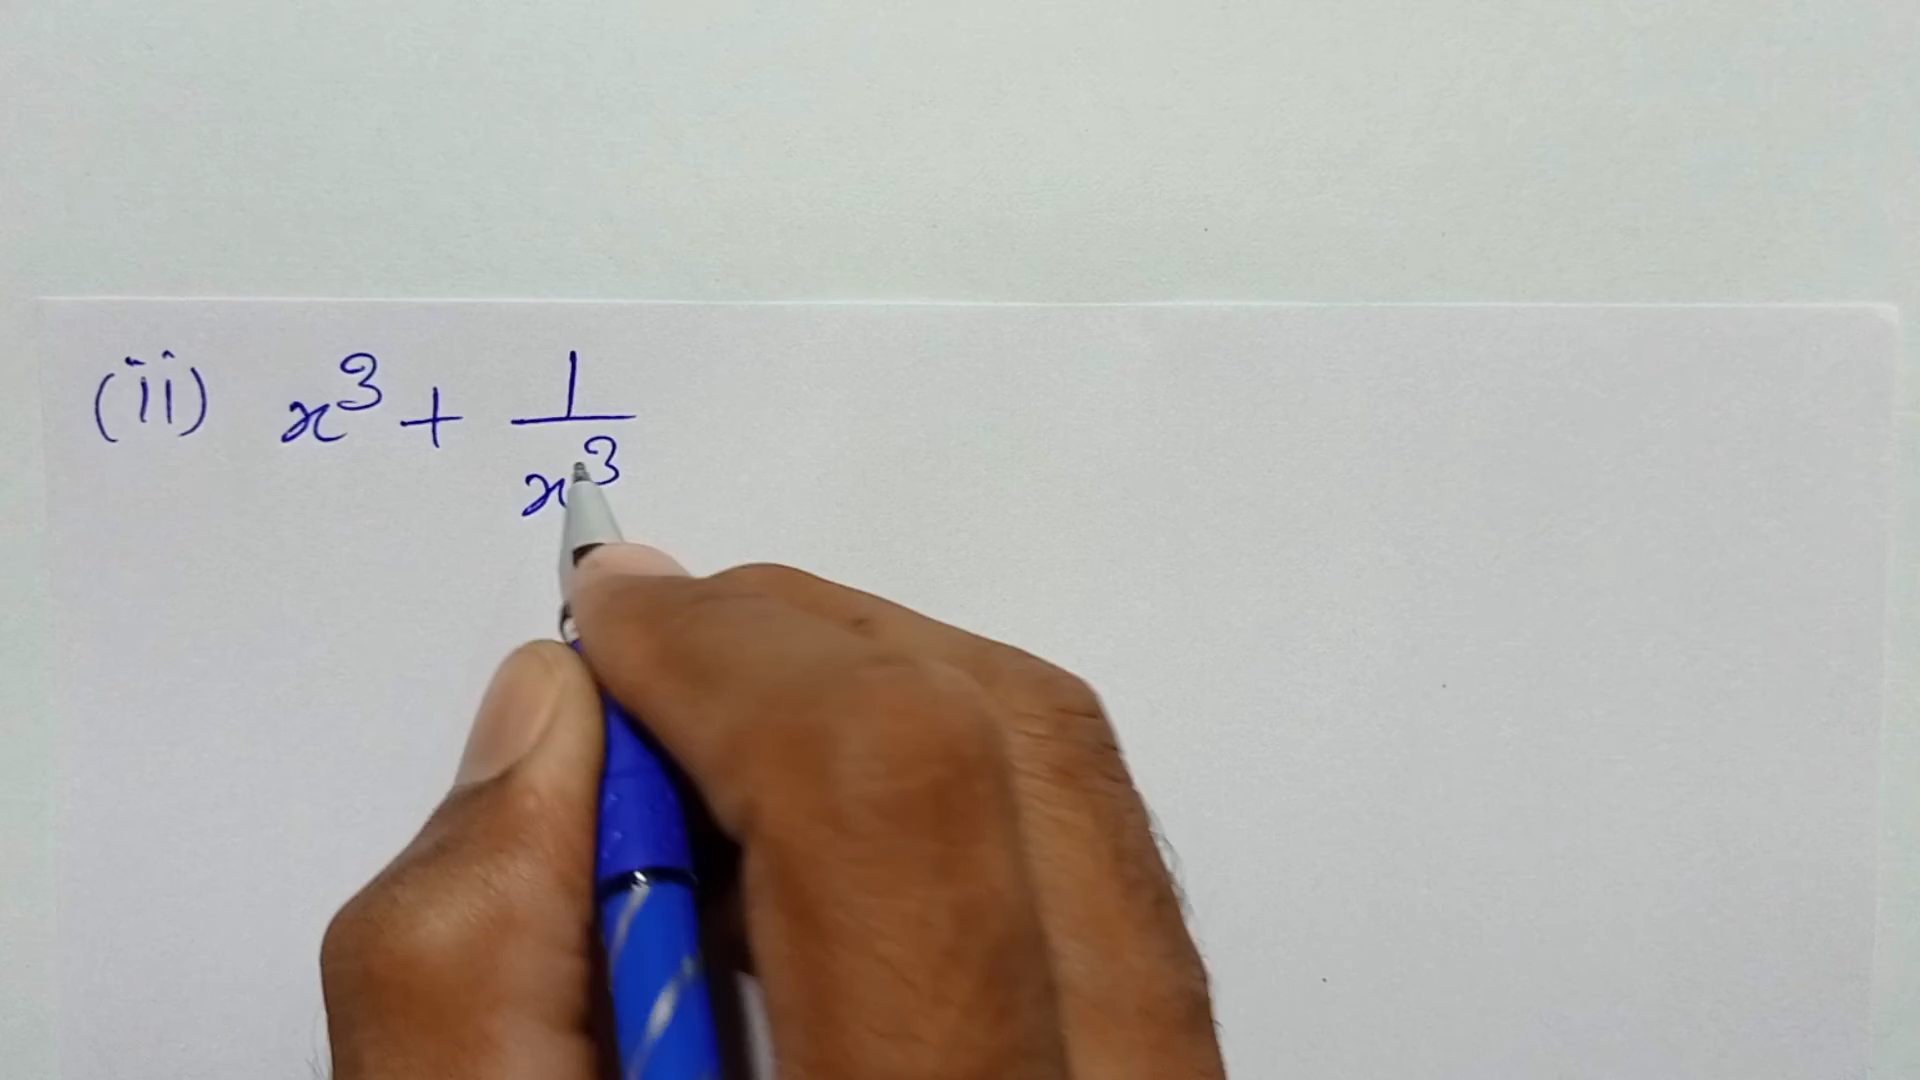 (ii) x³ + 1/x³